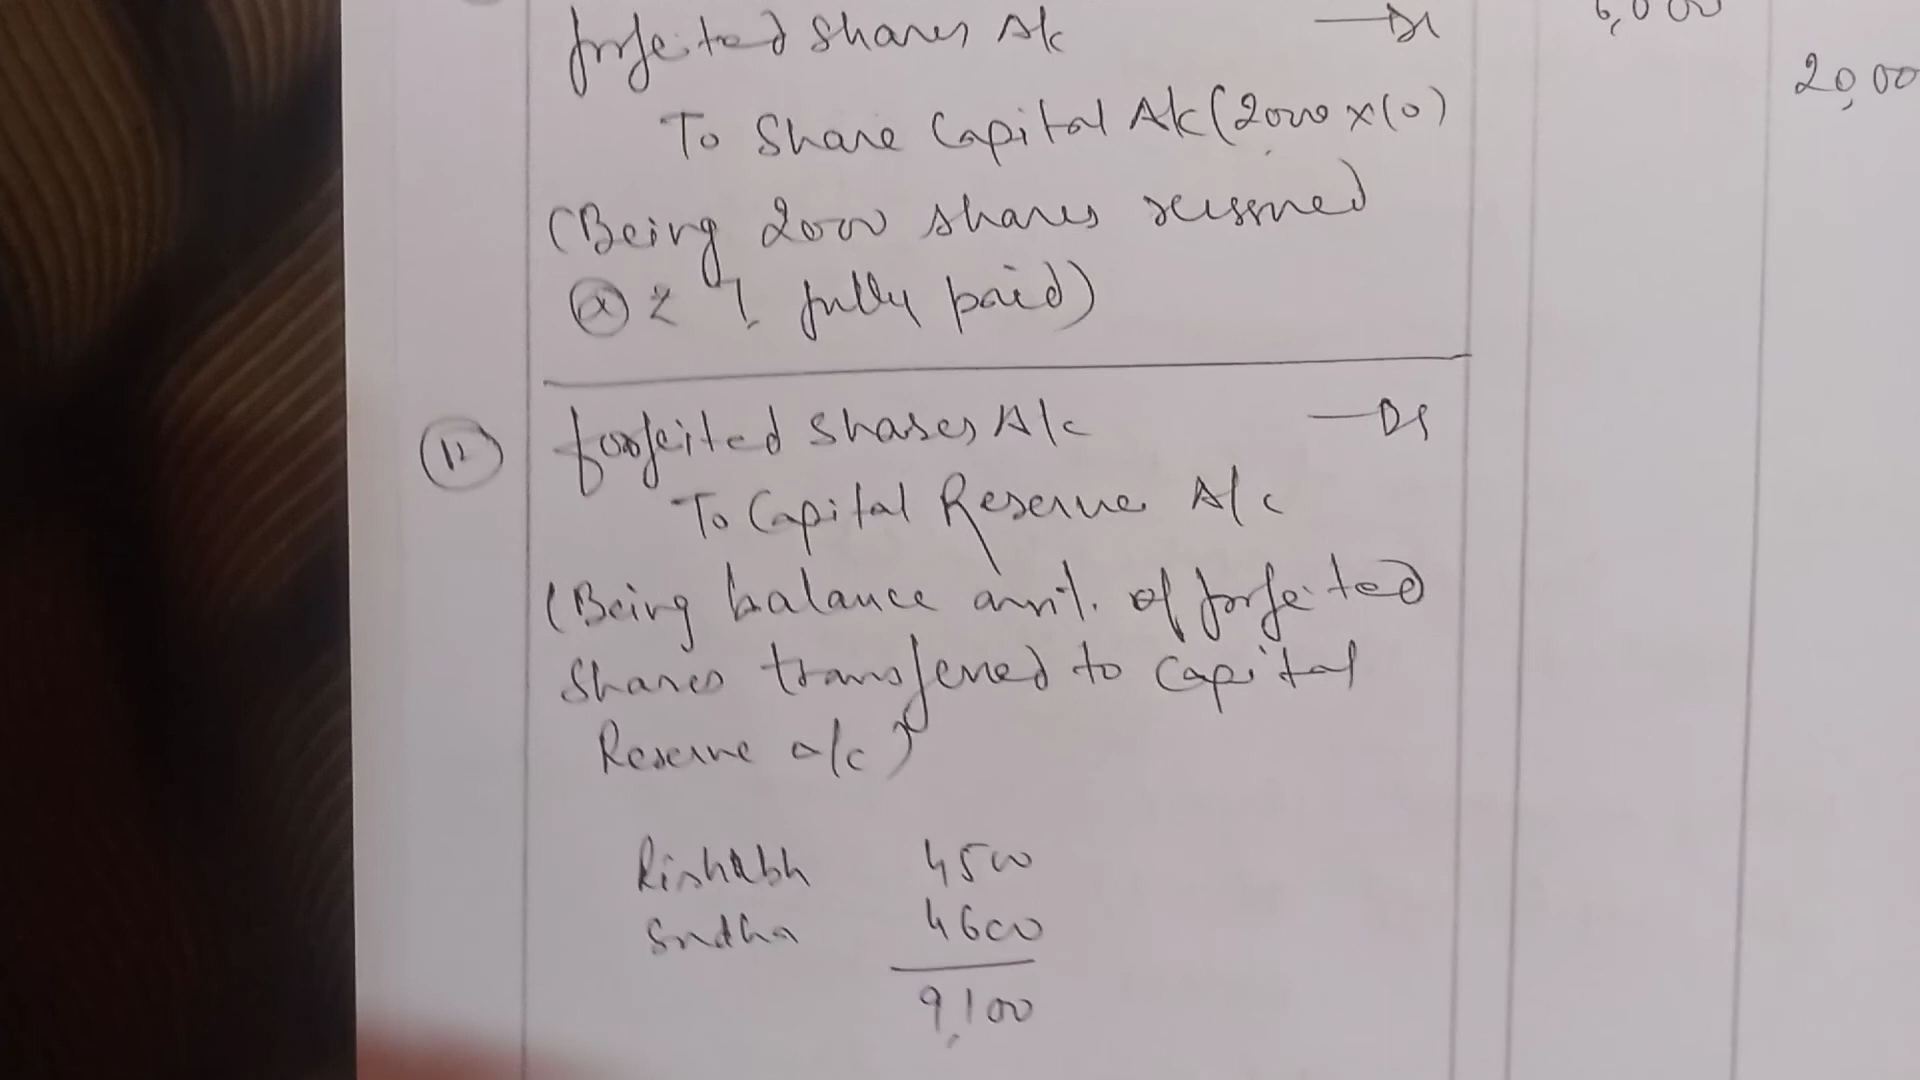 Forfeited Shares A/c —Dr 6,000
20,00
To Share Capital A/c (2000 x 10)
(Being 2000 shares reissued
@ ₹ 7/. fully paid)
12 Forfeited Shares A/c —Dr
To Capital Reserve A/c
(Being balance amt. of forfeited
Shares transferred to Capital
Reserve a/c)
Rishabh 4500
Sudha 4600
9,100